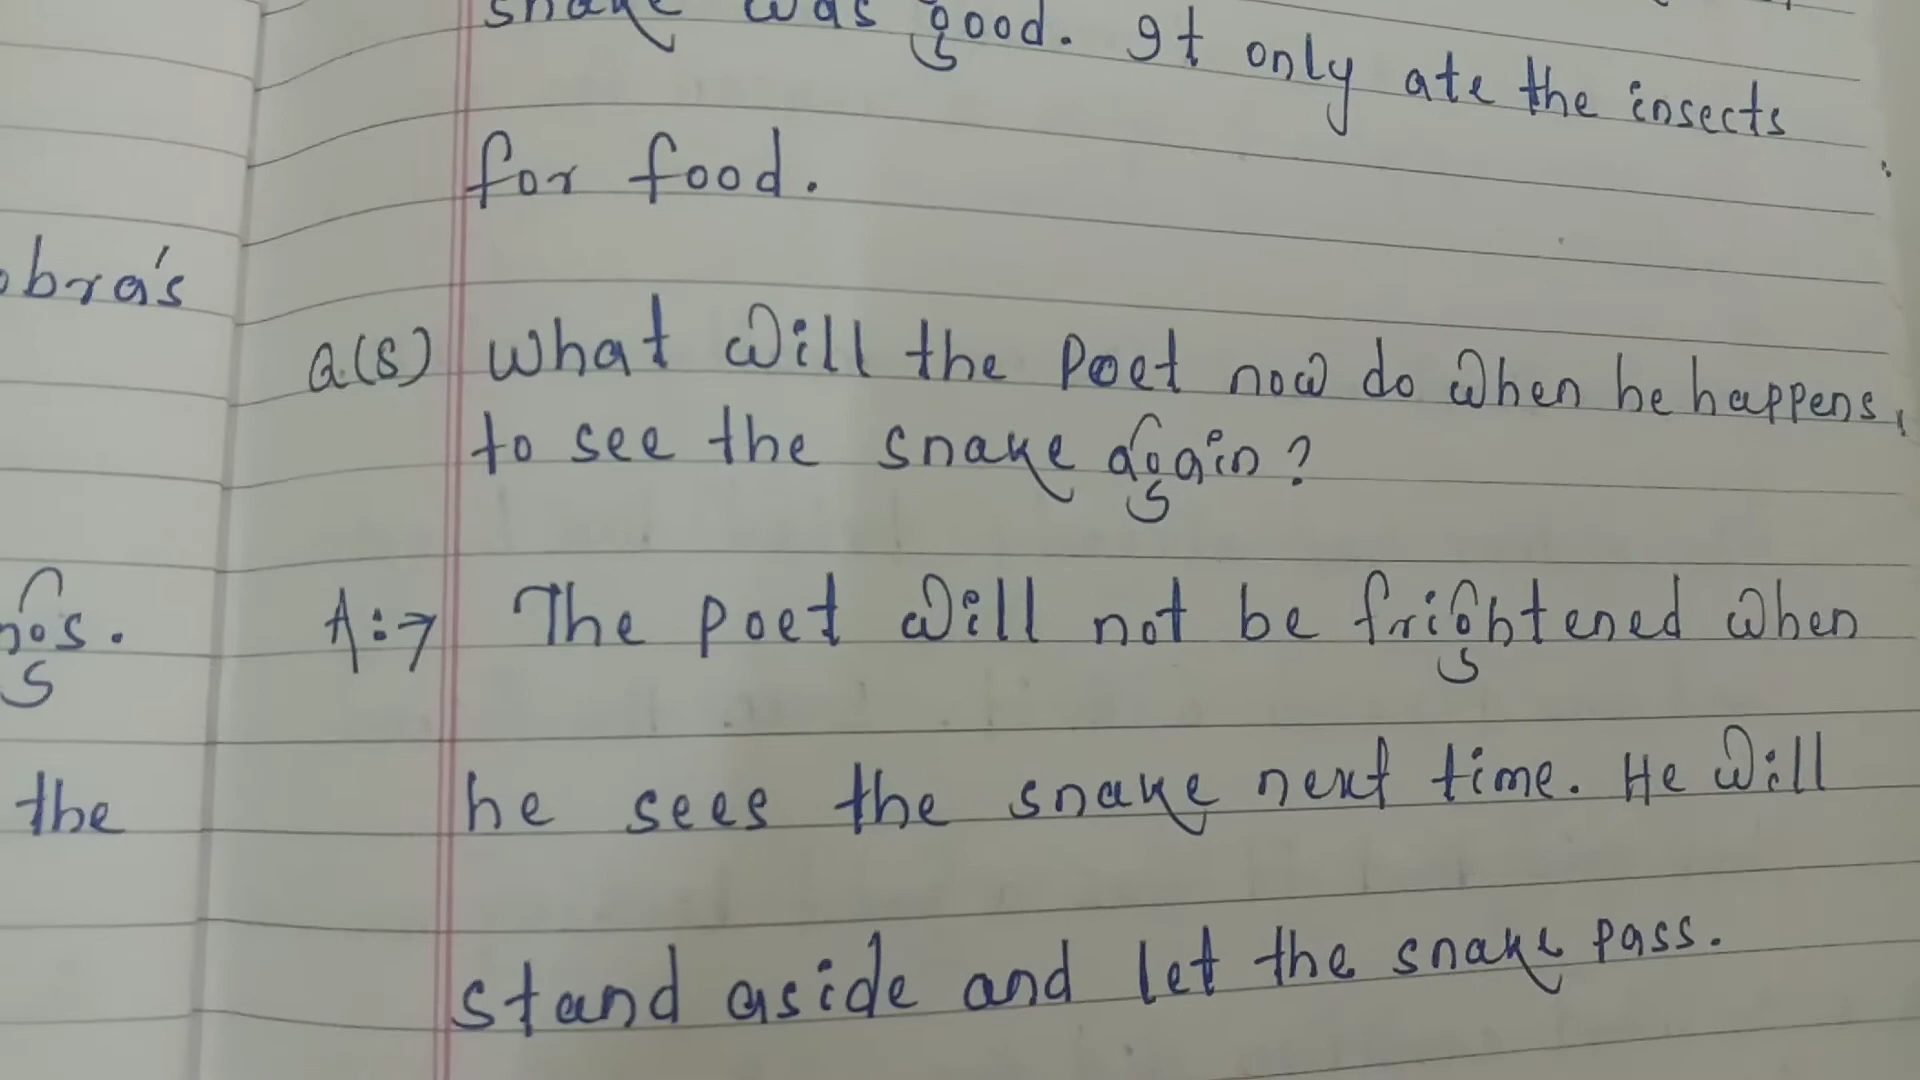 snake was good. It only ate the insects
for food.
bra's
Q(8) What will the Poet now do when he happens,
to see the snake again?
A:→ The poet will not be frightened when
he sees the snake next time. He will
the
stand aside and let the snake pass.